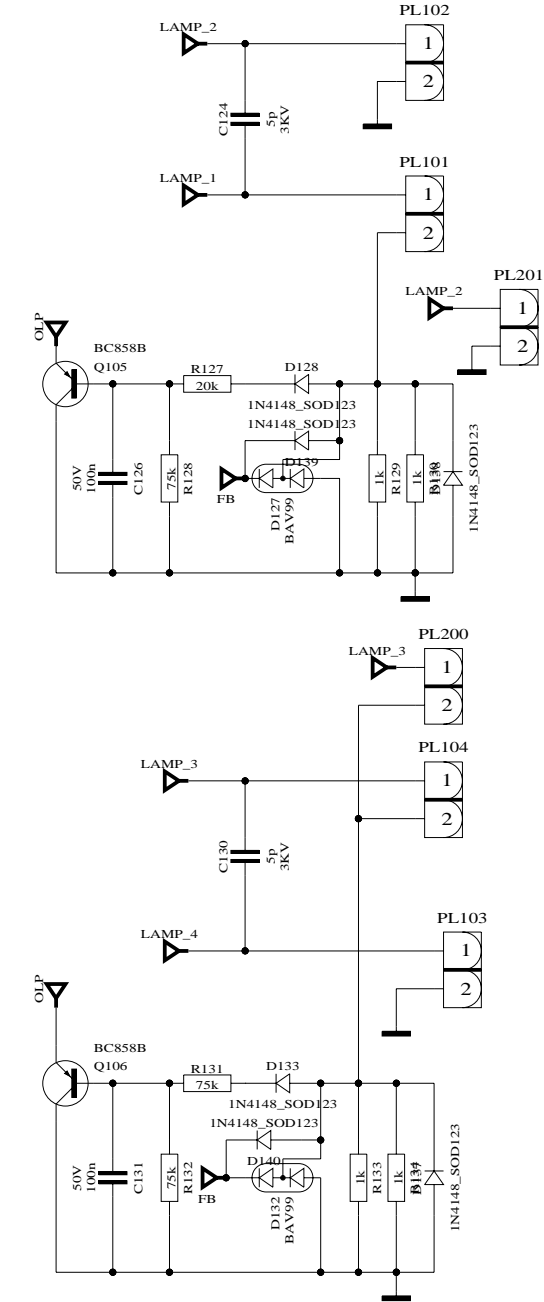 PL102
LAMP_2
1
2
C124
5p
3KV
PL101
LAMP_1
1
2
PL201
LAMP_2
1
2
OLP
BC858B
Q105
R127
20k
D128
1N4148_SOD123
1N4148_SOD123
D139
FB
D127
BAV99
50V
100n
C126
75k
R128
1k
R129
1k
1N4148_SOD123
PL200
LAMP_3
1
2
PL104
LAMP_3
1
2
C130
5p
3KV
PL103
LAMP_4
1
2
OLP
BC858B
Q106
R131
75k
D133
1N4148_SOD123
1N4148_SOD123
D140
FB
D132
BAV99
50V
100n
C131
75k
R132
1k
R133
1k
1N4148_SOD123